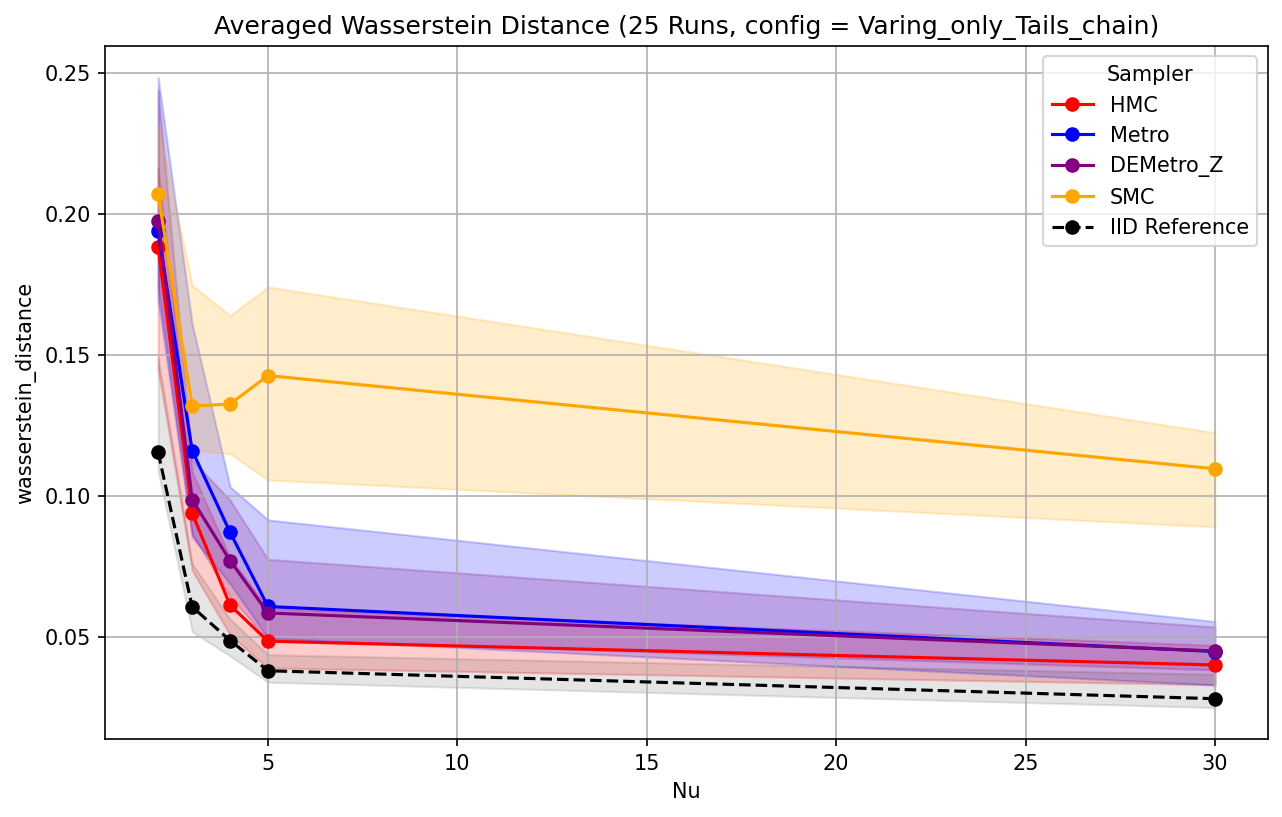 Averaged Wasserstein Distance (25 Runs, config = Varing_only_Tails_chain)
Sampler
HMC
Metro
DEMetro_Z
SMC
IID Reference
wasserstein_distance
0.25
0.20
0.15
0.10
0.05
5 10 15 20 25 30
Nu